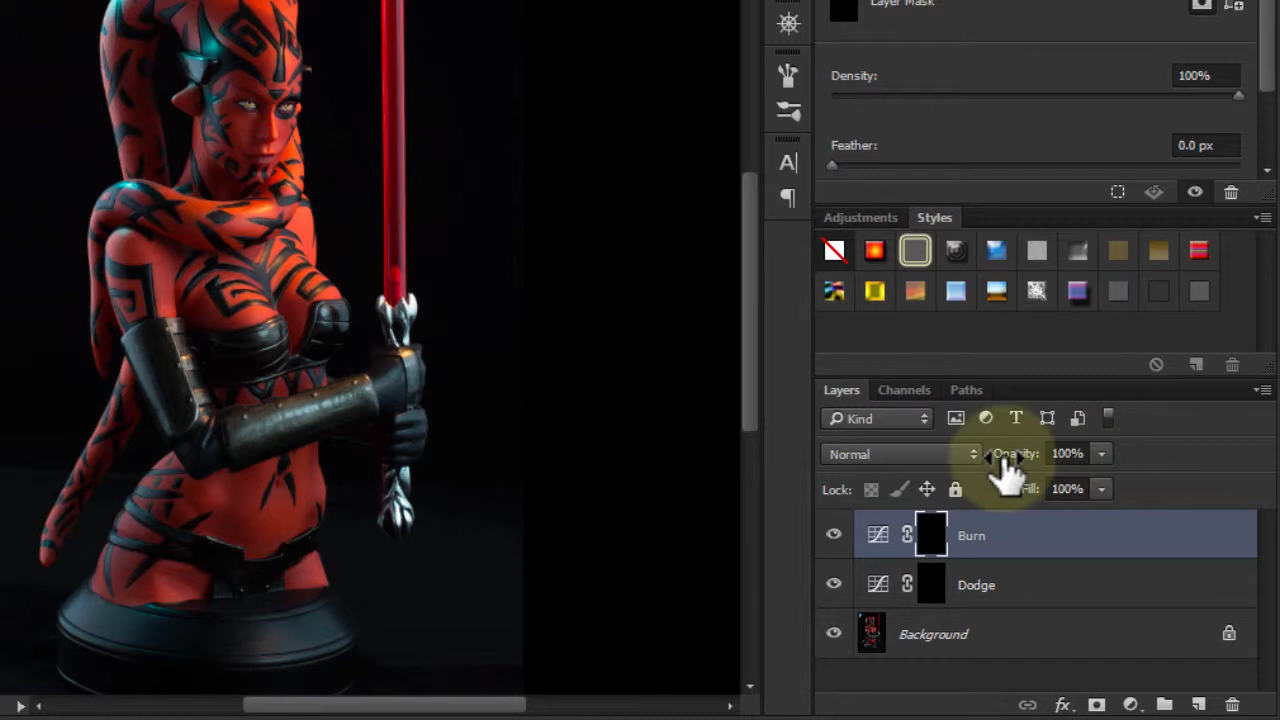 Layer Mask
Density: 100%
Feather: 0.0 px
A
Adjustments Styles
Layers Channels Paths
Kind T
Normal Opacity: 100%
Lock: Fill: 100%
Burn
Dodge
Background
fx